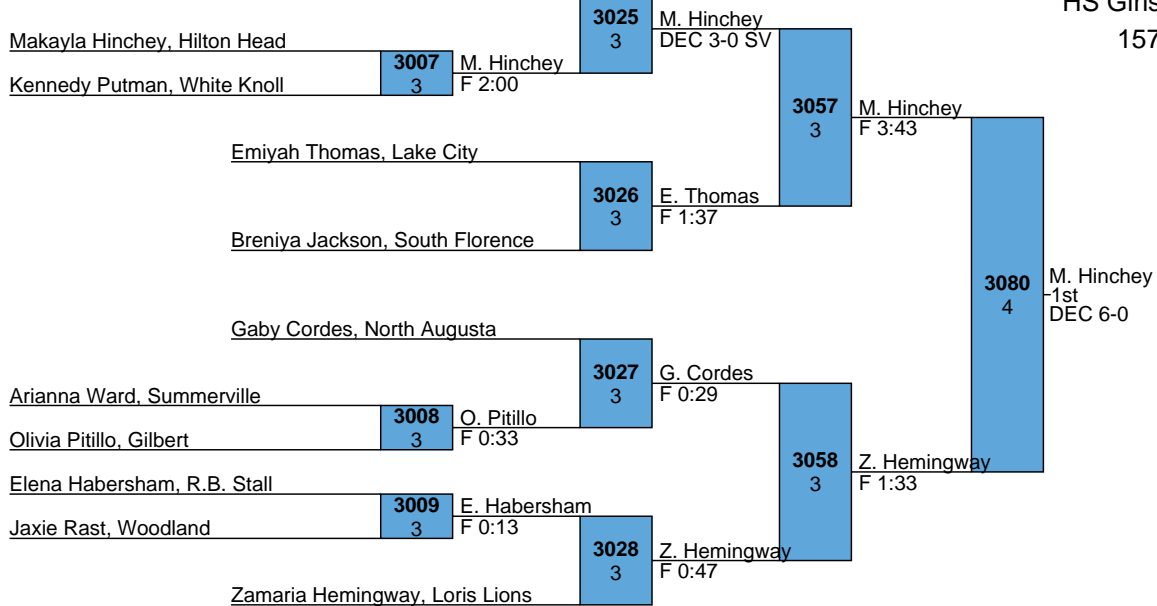 HS Girls
157
3025
3
M. Hinchey
DEC 3-0 SV
Makayla Hinchey, Hilton Head
3007
3
M. Hinchey
F 2:00
Kennedy Putman, White Knoll
3057
3
M. Hinchey
F 3:43
Emiyah Thomas, Lake City
3026
3
E. Thomas
F 1:37
Breniya Jackson, South Florence
3080
4
M. Hinchey
1st
DEC 6-0
Gaby Cordes, North Augusta
3027
3
G. Cordes
F 0:29
Arianna Ward, Summerville
3008
3
O. Pitillo
F 0:33
Olivia Pitillo, Gilbert
3058
3
Z. Hemingway
F 1:33
Elena Habersham, R.B. Stall
3009
3
E. Habersham
F 0:13
Jaxie Rast, Woodland
3028
3
Z. Hemingway
F 0:47
Zamaria Hemingway, Loris Lions